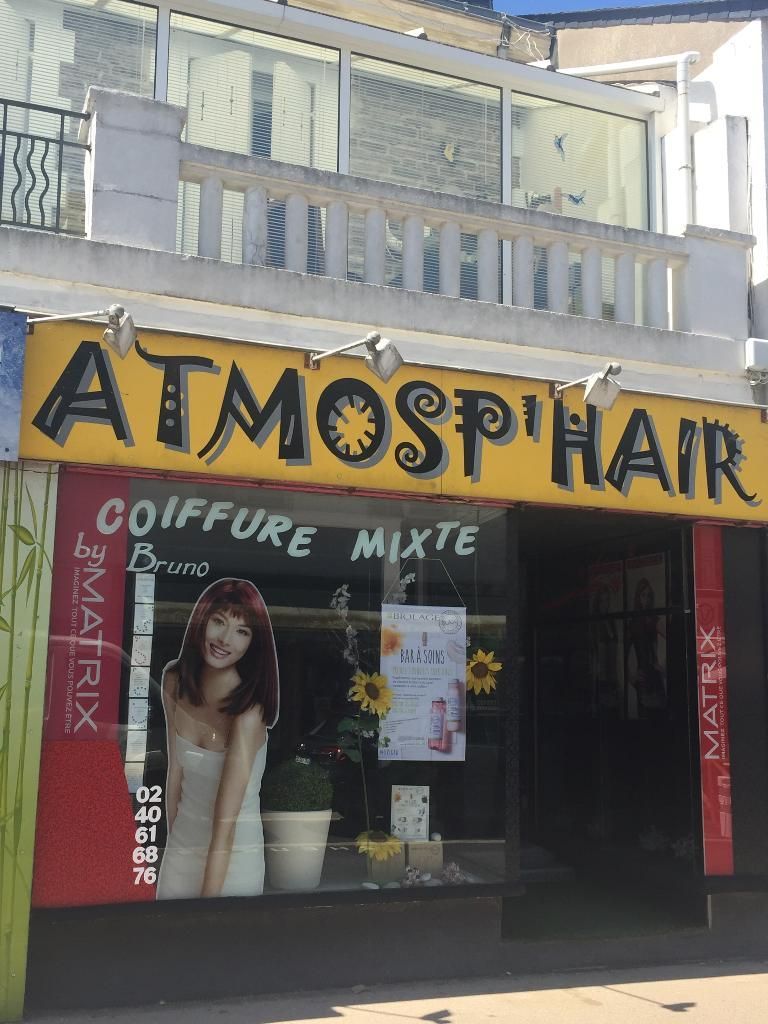 ATMOSP'HAIR
COIFFURE MIXTE
Bruno
by MATRIX
IMAGINEZ TOUT CE QUE VOUS POUVEZ ÊTRE
BIOLAGE
BAR À SOINS
MATRIX
IMAGINEZ TOUT CE QUE VOUS POUVEZ ÊTRE
02
40
61
68
76